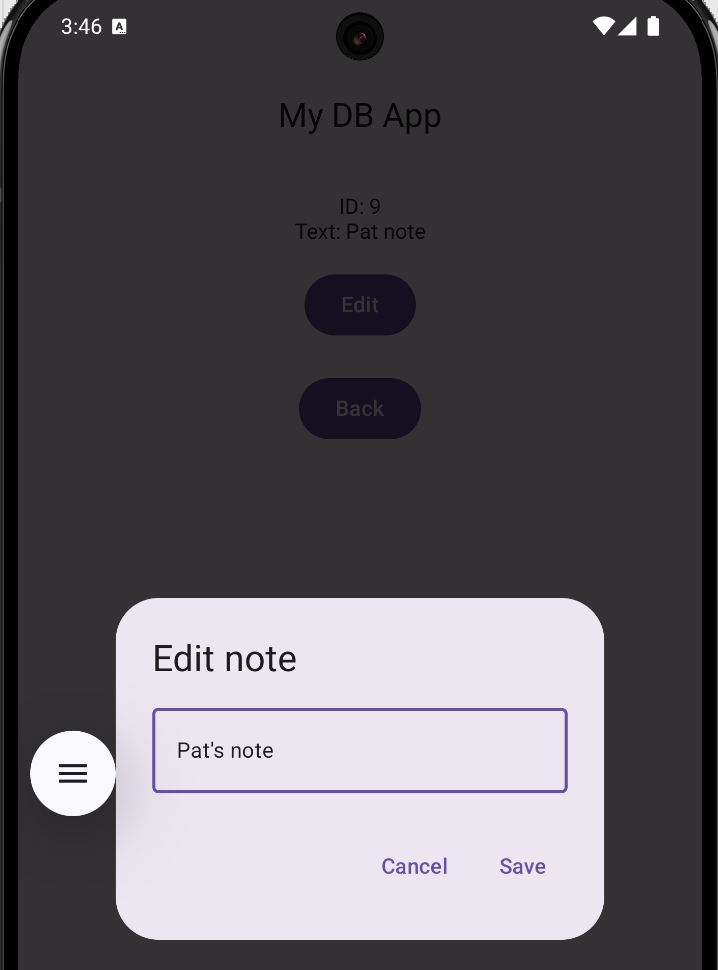 3:46 A
My DB App
ID: 9
Text: Pat note
Edit
Back
Edit note
Pat's note
Cancel Save